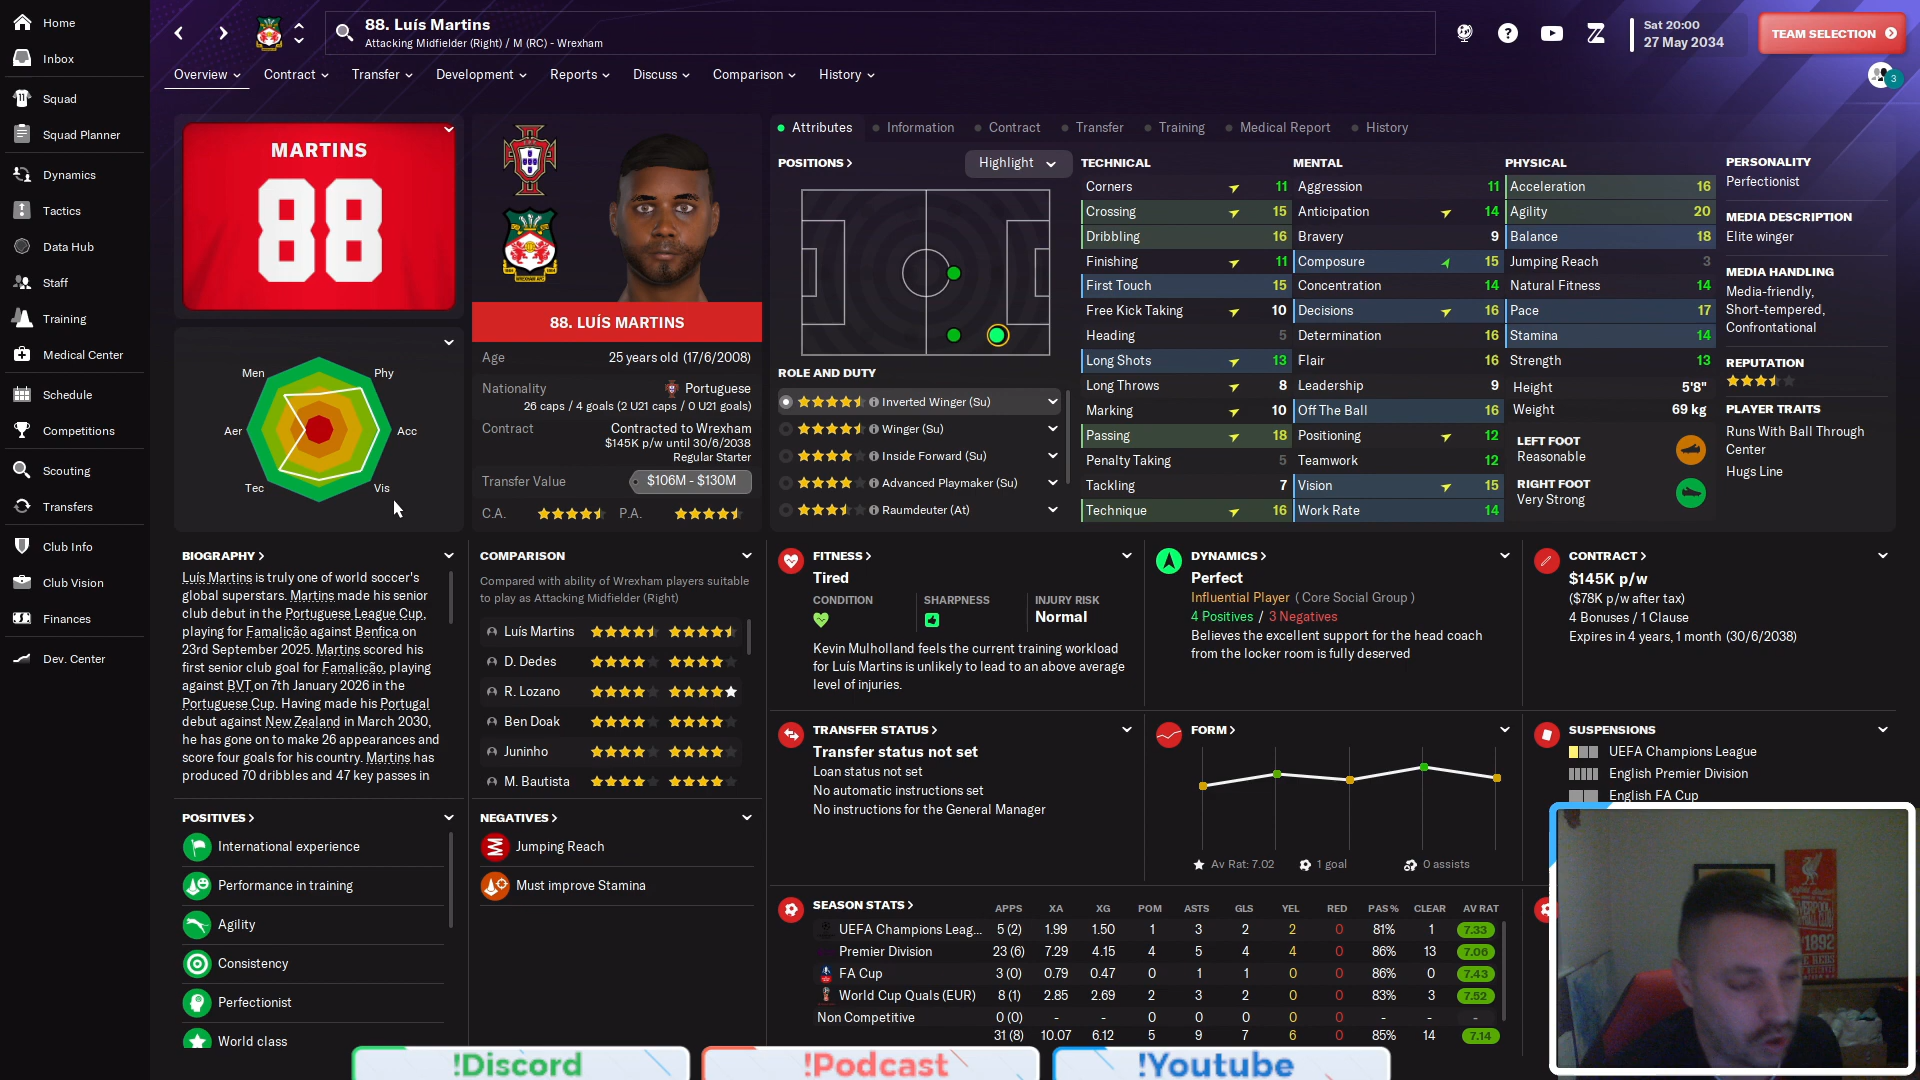 Home
Inbox
Squad
Squad Planner
Dynamics
Tactics
Data Hub
Staff
Training
Medical Center
Schedule
Competitions
Scouting
Transfers
Club Info
Club Vision
Finances
Dev. Center
88. Luís Martins
Attacking Midfielder (Right) / M (RC) - Wrexham
Sat 20:00
27 May 2034
TEAM SELECTION
3
Overview
Contract
Transfer
Development
Reports
Discuss
Comparison
History
MARTINS
88
Men
Phy
Aer
Acc
Tec
Vis
88. LUÍS MARTINS
Age 25 years old (17/6/2008)
Nationality Portuguese
26 caps / 4 goals (2 U21 caps / 0 U21 goals)
Contract Contracted to Wrexham
$145K p/w until 30/6/2038
Regular Starter
Transfer Value $106M - $130M
C.A. P.A.
Attributes
Information
Contract
Transfer
Training
Medical Report
History
POSITIONS
Highlight
ROLE AND DUTY
Inverted Winger (Su)
Winger (Su)
Inside Forward (Su)
Advanced Playmaker (Su)
Raumdeuter (At)
TECHNICAL
Corners 11
Crossing 15
Dribbling 16
Finishing 11
First Touch 15
Free Kick Taking 10
Heading 5
Long Shots 13
Long Throws 8
Marking 10
Passing 18
Penalty Taking 5
Tackling 7
Technique 16
MENTAL
Aggression 11
Anticipation 14
Bravery 9
Composure 15
Concentration 14
Decisions 16
Determination 16
Flair 16
Leadership 9
Off The Ball 16
Positioning 12
Teamwork 12
Vision 15
Work Rate 14
PHYSICAL
Acceleration 16
Agility 20
Balance 18
Jumping Reach 3
Natural Fitness 14
Pace 17
Stamina 14
Strength 13
Height 5'8"
Weight 69 kg
LEFT FOOT
Reasonable
RIGHT FOOT
Very Strong
PERSONALITY
Perfectionist
MEDIA DESCRIPTION
Elite winger
MEDIA HANDLING
Media-friendly,
Short-tempered,
Confrontational
REPUTATION
PLAYER TRAITS
Runs With Ball Through
Center
Hugs Line
BIOGRAPHY
Luís Martins is truly one of world soccer's
global superstars. Martins made his senior
club debut in the Portuguese League Cup,
playing for Famalicão against Benfica on
23rd September 2025. Martins scored his
first senior club goal for Famalicão, playing
against BVT on 7th January 2026 in the
Portuguese Cup. Having made his Portugal
debut against New Zealand in March 2030,
he has gone on to make 26 appearances and
score four goals for his country. Martins has
produced 70 dribbles and 47 key passes in
COMPARISON
Compared with ability of Wrexham players suitable
to play as Attacking Midfielder (Right)
Luís Martins
D. Dedes
R. Lozano
Ben Doak
Juninho
M. Bautista
FITNESS
Tired
CONDITION
SHARPNESS
INJURY RISK
Normal
Kevin Mulholland feels the current training workload
for Luís Martins is unlikely to lead to an above average
level of injuries.
DYNAMICS
Perfect
Influential Player ( Core Social Group )
4 Positives / 3 Negatives
Believes the excellent support for the head coach
from the locker room is fully deserved
CONTRACT
$145K p/w
($78K p/w after tax)
4 Bonuses / 1 Clause
Expires in 4 years, 1 month (30/6/2038)
TRANSFER STATUS
Transfer status not set
Loan status not set
No automatic instructions set
No instructions for the General Manager
FORM
Av Rat: 7.02
1 goal
0 assists
SUSPENSIONS
UEFA Champions League
English Premier Division
English FA Cup
POSITIVES
International experience
Performance in training
Agility
Consistency
Perfectionist
World class
NEGATIVES
Jumping Reach
Must improve Stamina
SEASON STATS APPS XA XG POM ASTS GLS YEL RED PAS% CLEAR AV RAT
UEFA Champions Leag... 5 (2) 1.99 1.50 1 3 2 2 0 81% 1 7.33
Premier Division 23 (6) 7.29 4.15 4 5 4 4 0 86% 13 7.06
FA Cup 3 (0) 0.79 0.47 0 1 1 0 0 86% 0 7.43
World Cup Quals (EUR) 8 (1) 2.85 2.69 2 3 2 0 0 83% 3 7.52
Non Competitive 0 (0) - - 0 0 0 0 0 - - -
31 (8) 10.07 6.12 5 9 7 6 0 85% 14 7.14
1892
!Discord
!Podcast
!Youtube